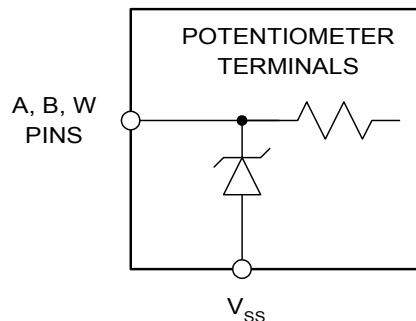 POTENTIOMETER
TERMINALS
A, B, W
PINS
VSS